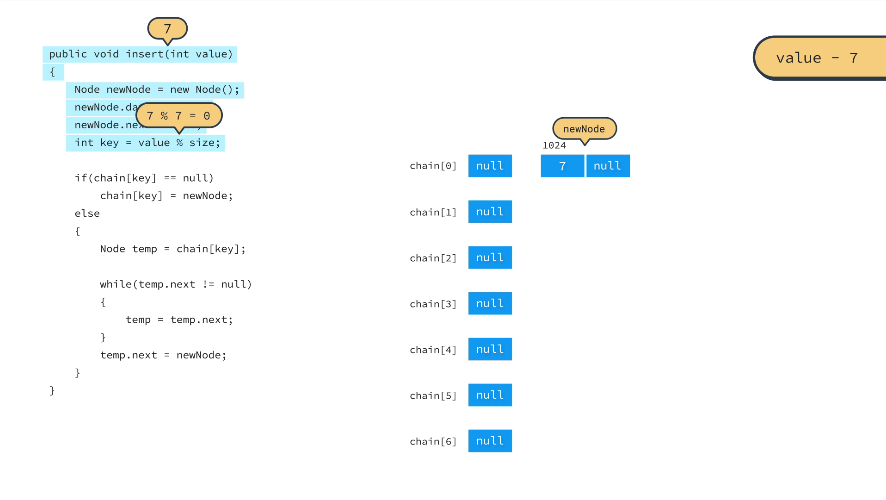 7
public void insert(int value)
{
Node newNode = new Node();
newNode.da
7 % 7 = 0
newNode.ne
int key = value % size;
if(chain[key] == null)
chain[key] = newNode;
else
{
Node temp = chain[key];
while(temp.next != null)
{
temp = temp.next;
}
temp.next = newNode;
}
}
value - 7
newNode
1024
chain[0] null 7 null
chain[1] null
chain[2] null
chain[3] null
chain[4] null
chain[5] null
chain[6] null